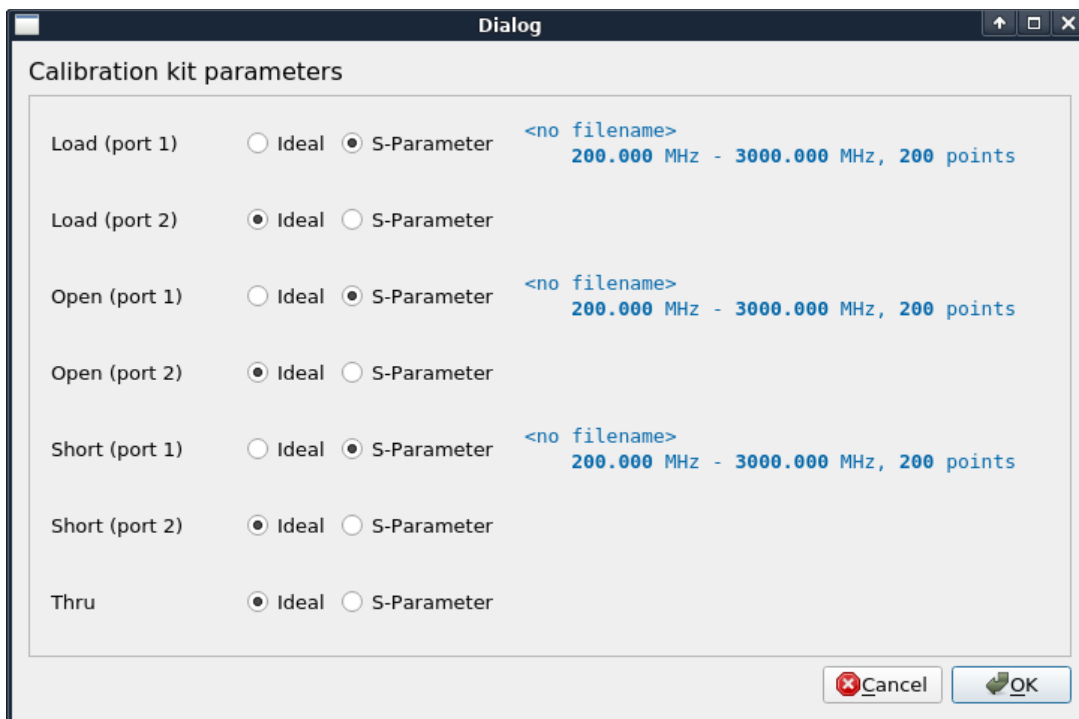 Dialog
Calibration kit parameters
Load (port 1) Ideal S-Parameter <no filename>
200.000 MHz - 3000.000 MHz, 200 points
Load (port 2) Ideal S-Parameter
Open (port 1) Ideal S-Parameter <no filename>
200.000 MHz - 3000.000 MHz, 200 points
Open (port 2) Ideal S-Parameter
Short (port 1) Ideal S-Parameter <no filename>
200.000 MHz - 3000.000 MHz, 200 points
Short (port 2) Ideal S-Parameter
Thru Ideal S-Parameter
Cancel OK